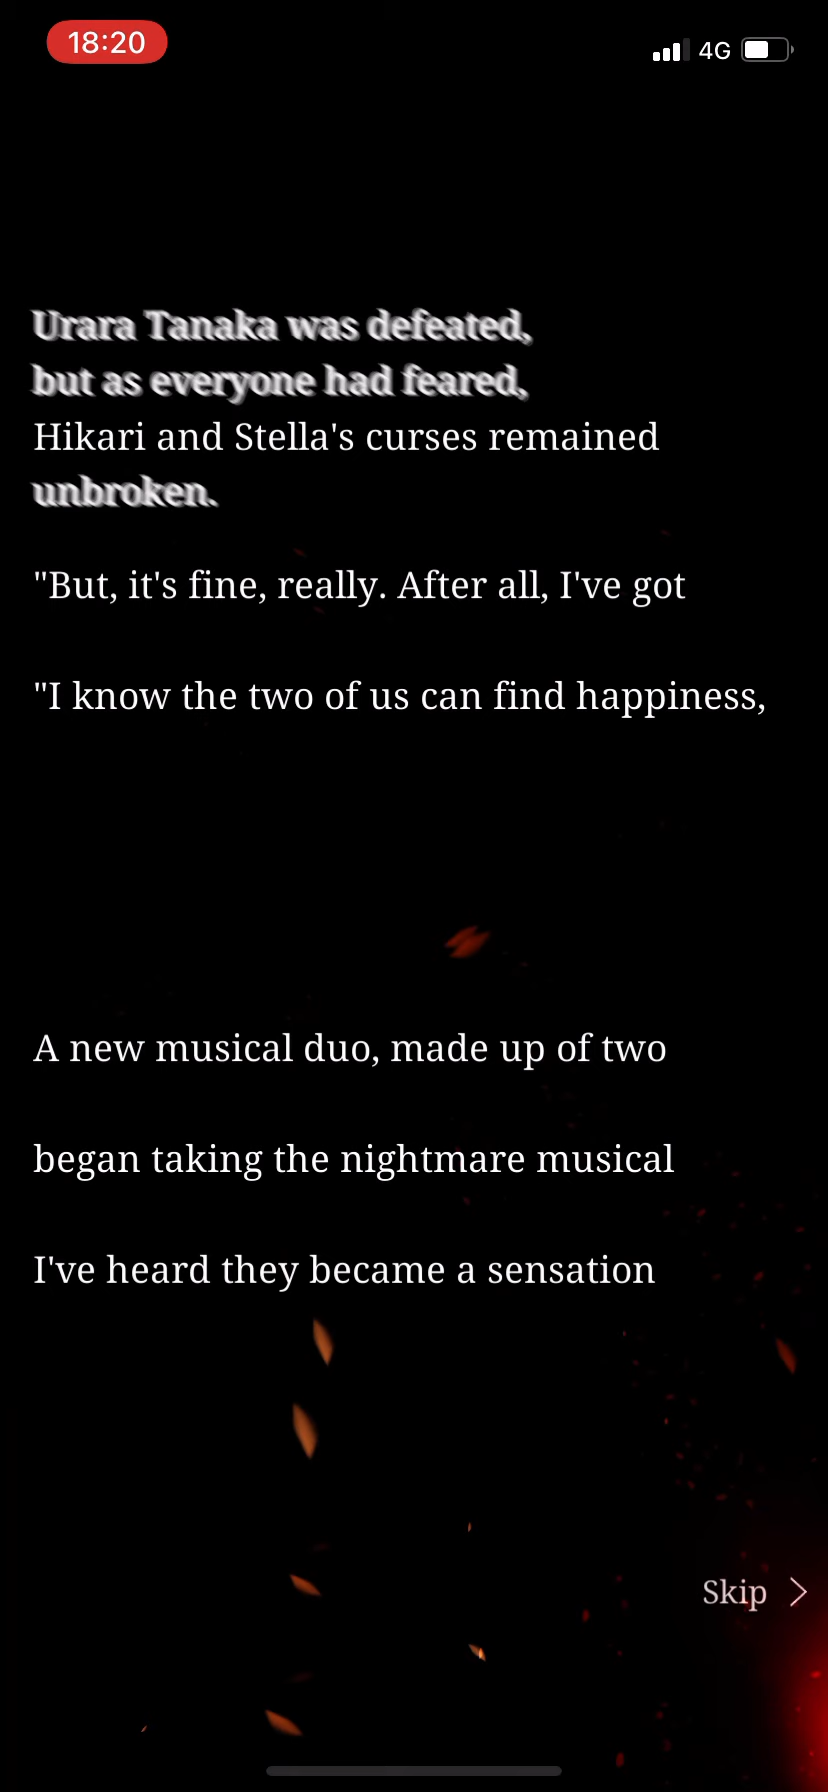 18:20
4G
Urara Tanaka was defeated,
but as everyone had feared,
Hikari and Stella's curses remained
unbroken.
"But, it's fine, really. After all, I've got
"I know the two of us can find happiness,
A new musical duo, made up of two
began taking the nightmare musical
I've heard they became a sensation
Skip